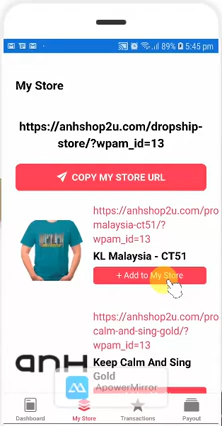 89% 5:45 pm
My Store
https://anhshop2u.com/dropship-
store/?wpam_id=13
COPY MY STORE URL
https://anhshop2u.com/pro
malaysia-ct51/?
wpam_id=13
KL Malaysia - CT51
+ Add to My Store
https://anhshop2u.com/pro
calm-and-sing-gold/?
wpam_id=13
anh
Keep Calm And Sing
Gold
ApowerMirror
Dashboard
My Store
Transactions
Payout